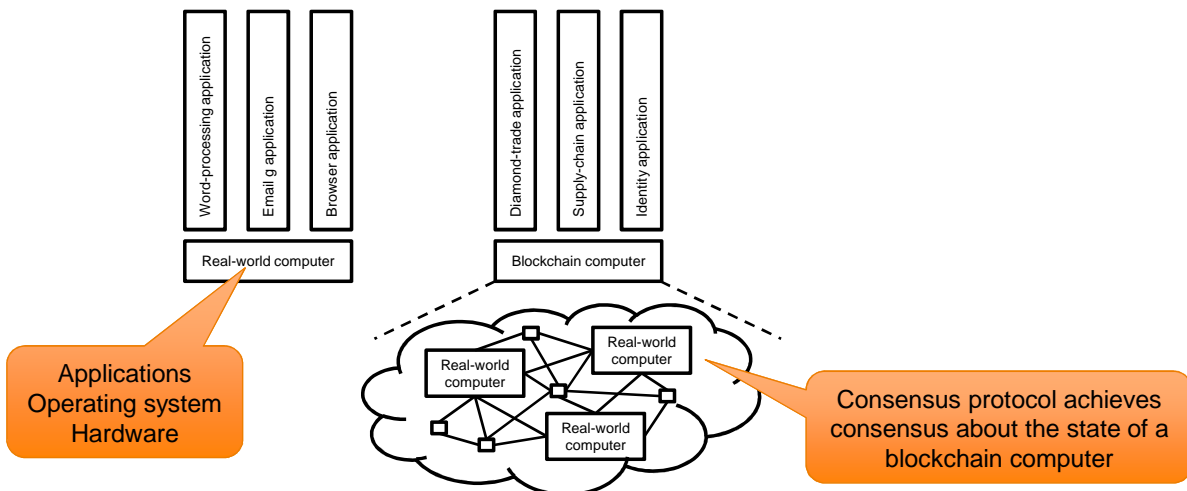 Word-processing application
Email g application
Browser application
Diamond-trade application
Supply-chain application
Identity application
Real-world computer
Blockchain computer
Real-world
computer
Real-world
computer
Real-world
computer
Applications
Operating system
Hardware
Consensus protocol achieves
consensus about the state of a
blockchain computer